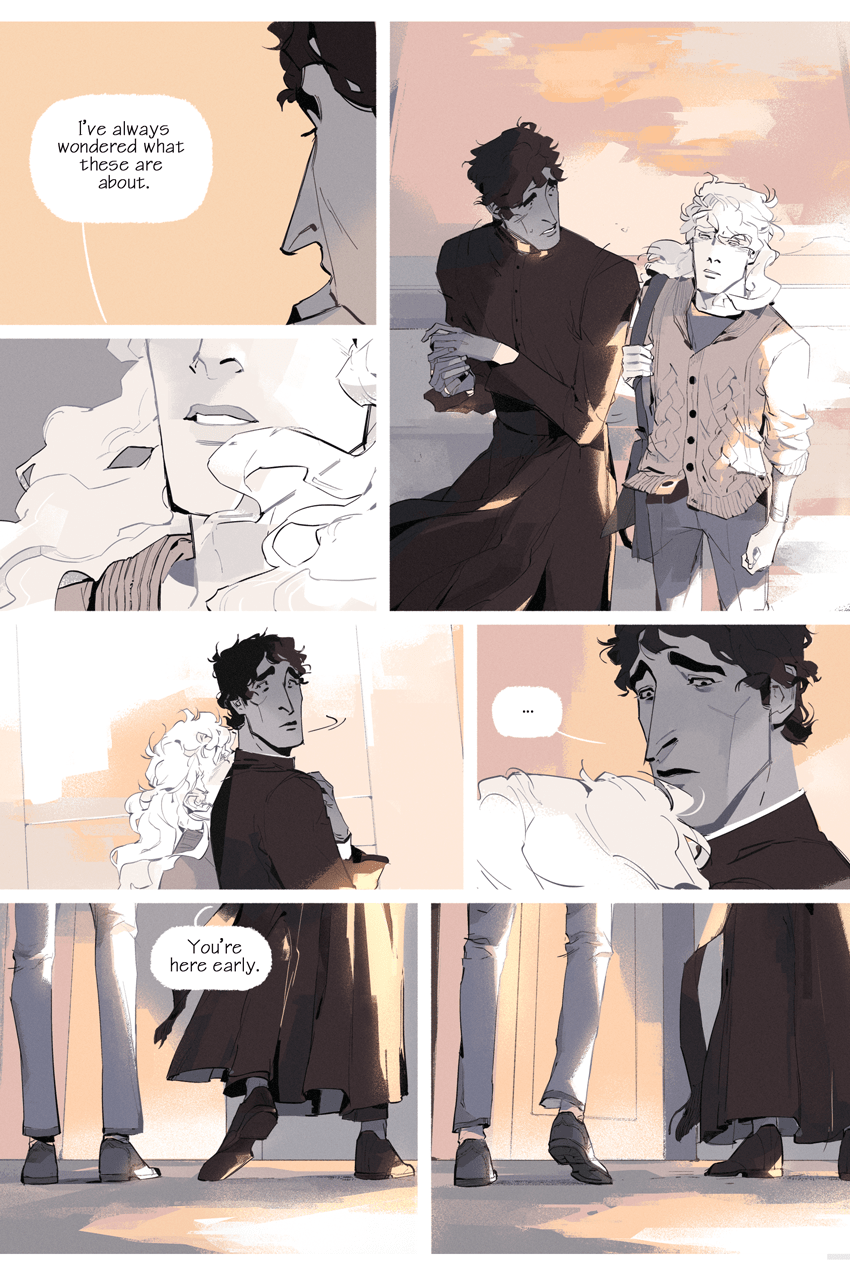 I've always
wondered what
these are
about.
...
You're
here early.